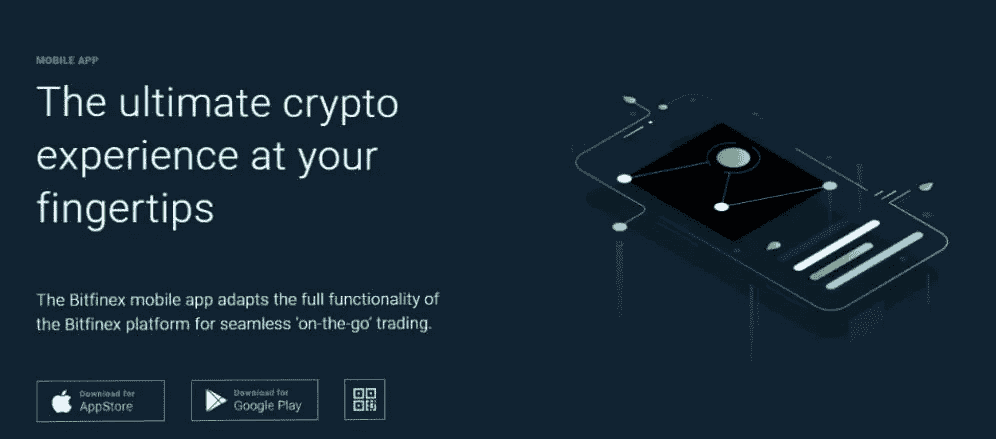 MOBILE APP
The ultimate crypto
experience at your
fingertips
The Bitfinex mobile app adapts the full functionality of
the Bitfinex platform for seamless 'on-the-go' trading.
Download for
AppStore
Download for
Google Play